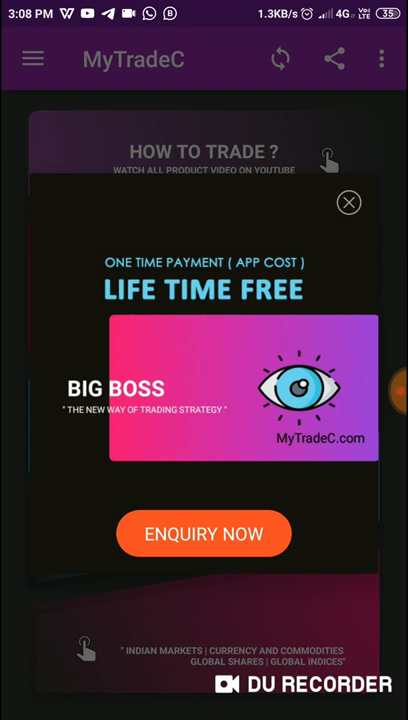 3:08 PM
1.3KB/s 4G Vo LTE 35
MyTradeC
HOW TO TRADE ?
WATCH ALL PRODUCT VIDEO ON YOUTUBE
ONE TIME PAYMENT ( APP COST )
LIFE TIME FREE
BIG BOSS
" THE NEW WAY OF TRADING STRATEGY "
MyTradeC.com
ENQUIRY NOW
" INDIAN MARKETS | CURRENCY AND COMMODITIES
GLOBAL SHARES | GLOBAL INDICES"
DU RECORDER